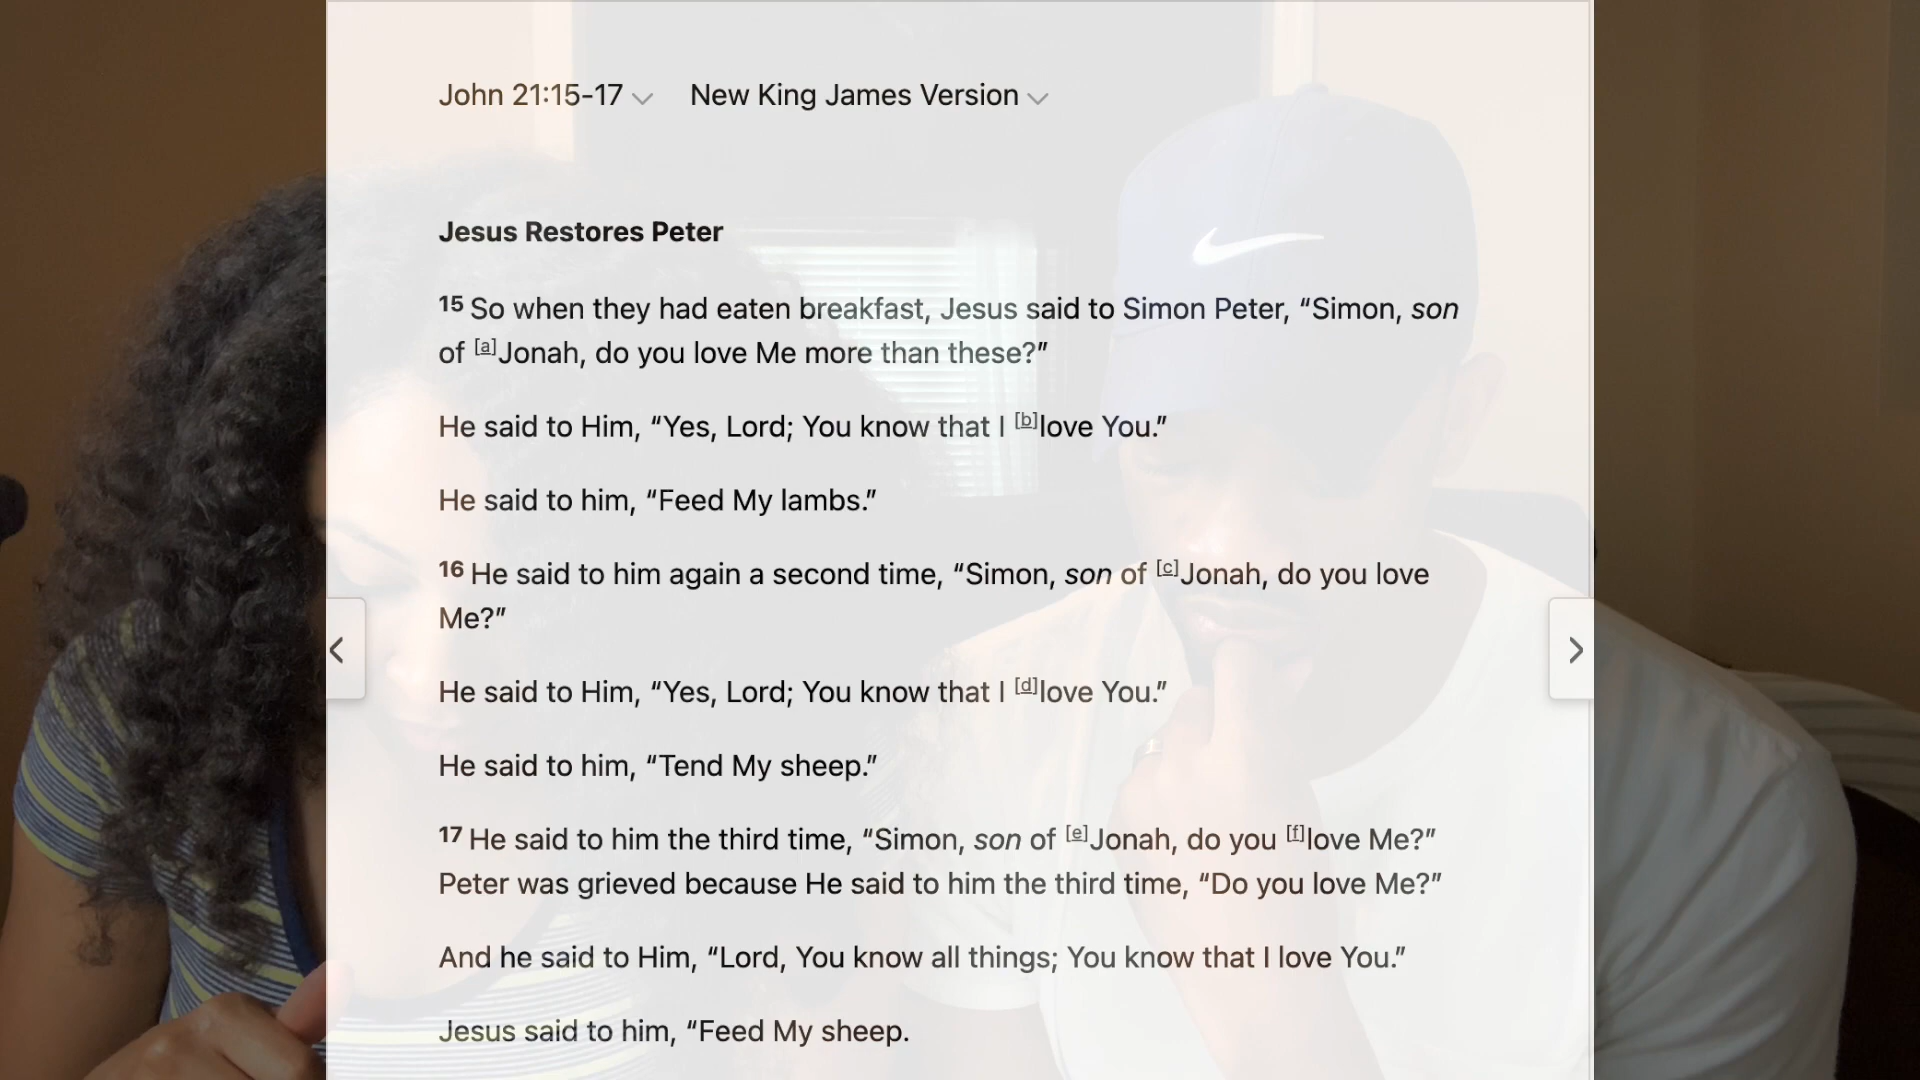 John 21:15-17 New King James Version
Jesus Restores Peter
15 So when they had eaten breakfast, Jesus said to Simon Peter, “Simon, son
of [a]Jonah, do you love Me more than these?”
He said to Him, “Yes, Lord; You know that I [b]love You.”
He said to him, “Feed My lambs.”
16 He said to him again a second time, “Simon, son of [c]Jonah, do you love
Me?”
He said to Him, “Yes, Lord; You know that I [d]love You.”
He said to him, “Tend My sheep.”
17 He said to him the third time, “Simon, son of [e]Jonah, do you [f]love Me?”
Peter was grieved because He said to him the third time, “Do you love Me?”
And he said to Him, “Lord, You know all things; You know that I love You.”
Jesus said to him, “Feed My sheep.